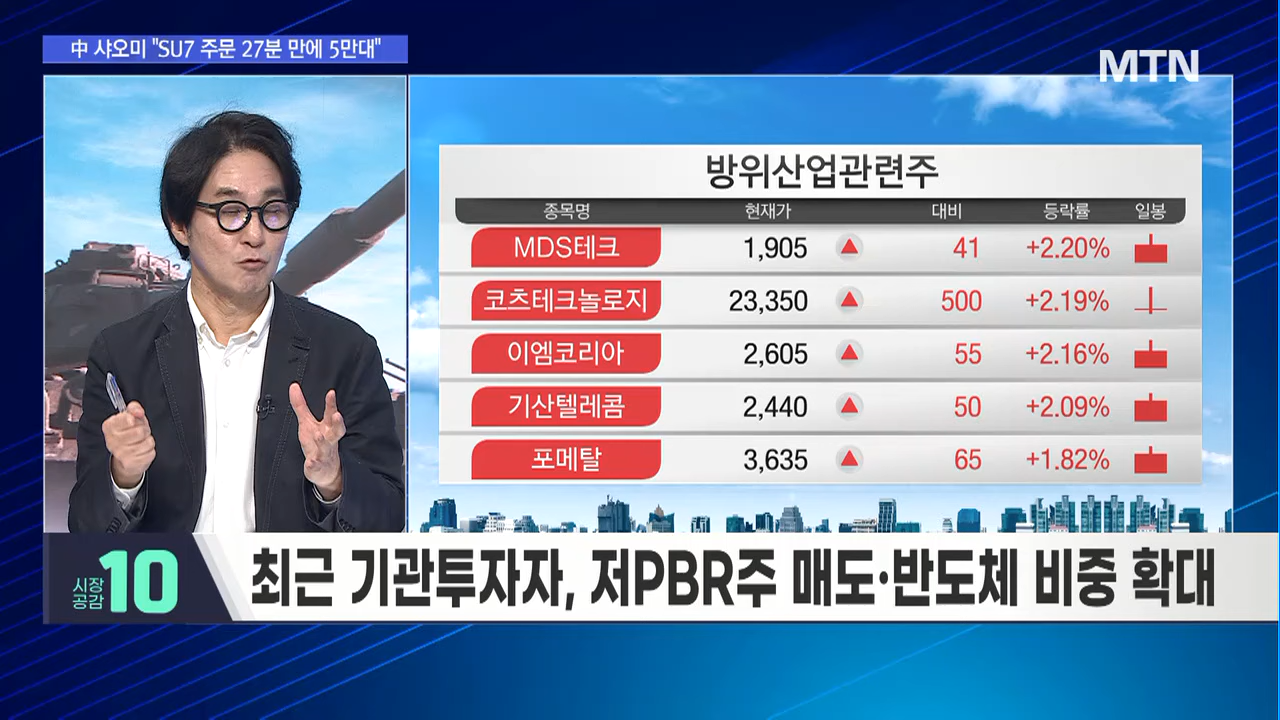 中 샤오미 "SU7 주문 27분 만에 5만대"
MTN
방위산업관련주
종목명 현재가 대비 등락률 일봉
MDS테크 1,905 ▲ 41 +2.20%
코츠테크놀로지 23,350 ▲ 500 +2.19%
이엠코리아 2,605 ▲ 55 +2.16%
기산텔레콤 2,440 ▲ 50 +2.09%
포메탈 3,635 ▲ 65 +1.82%
시장
공감 10
최근 기관투자자, 저PBR주 매도·반도체 비중 확대